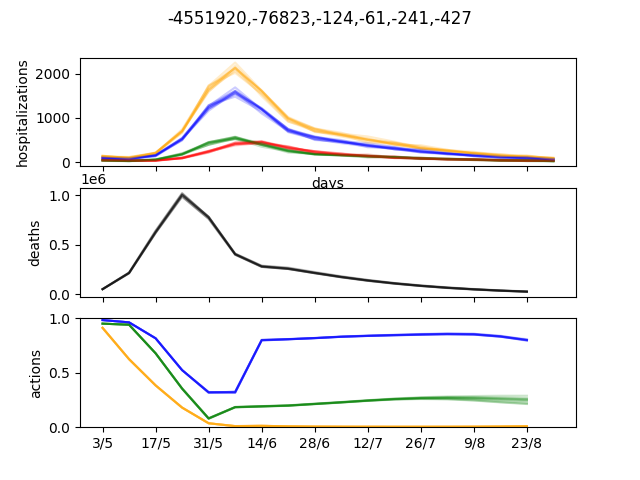 -4551920,-76823,-124,-61,-241,-427
hospitalizations
2000
1000
0
days
1e6
deaths
1.0
0.5
0.0
actions
1.0
0.5
0.0
3/5 17/5 31/5 14/6 28/6 12/7 26/7 9/8 23/8